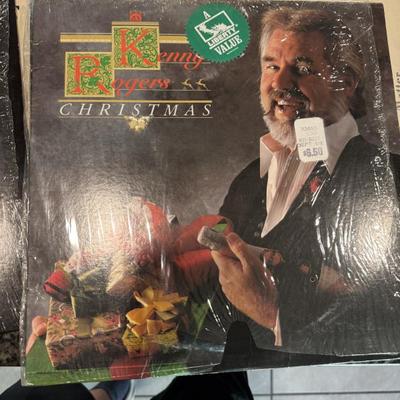 Kenny
Rogers
CHRISTMAS
A
LIBERTY
VALUE
$6.50